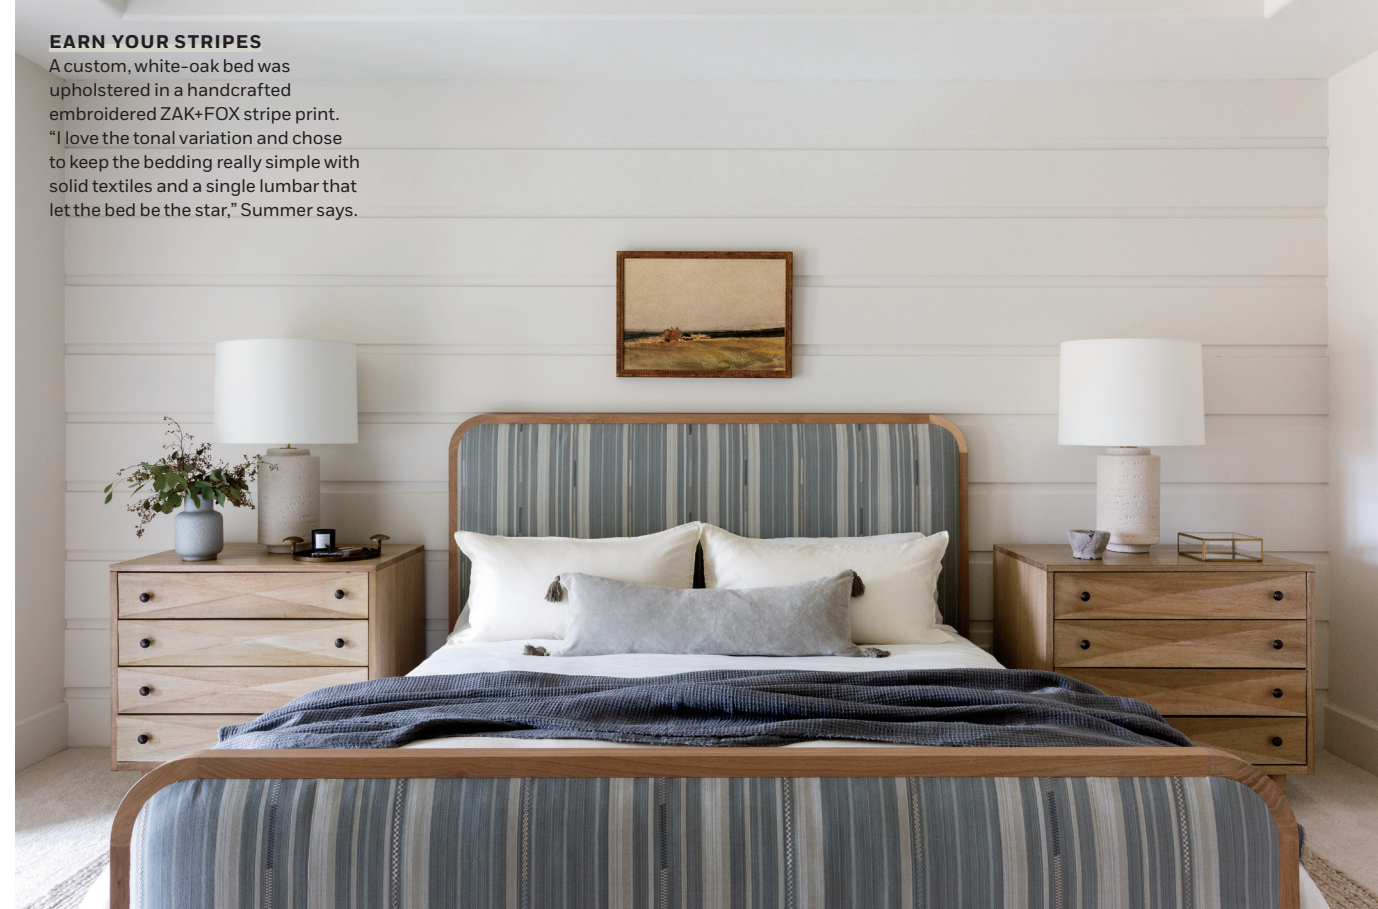 EARN YOUR STRIPES
A custom, white-oak bed was
upholstered in a handcrafted
embroidered ZAK+FOX stripe print.
“I love the tonal variation and chose
to keep the bedding really simple with
solid textiles and a single lumbar that
let the bed be the star,” Summer says.